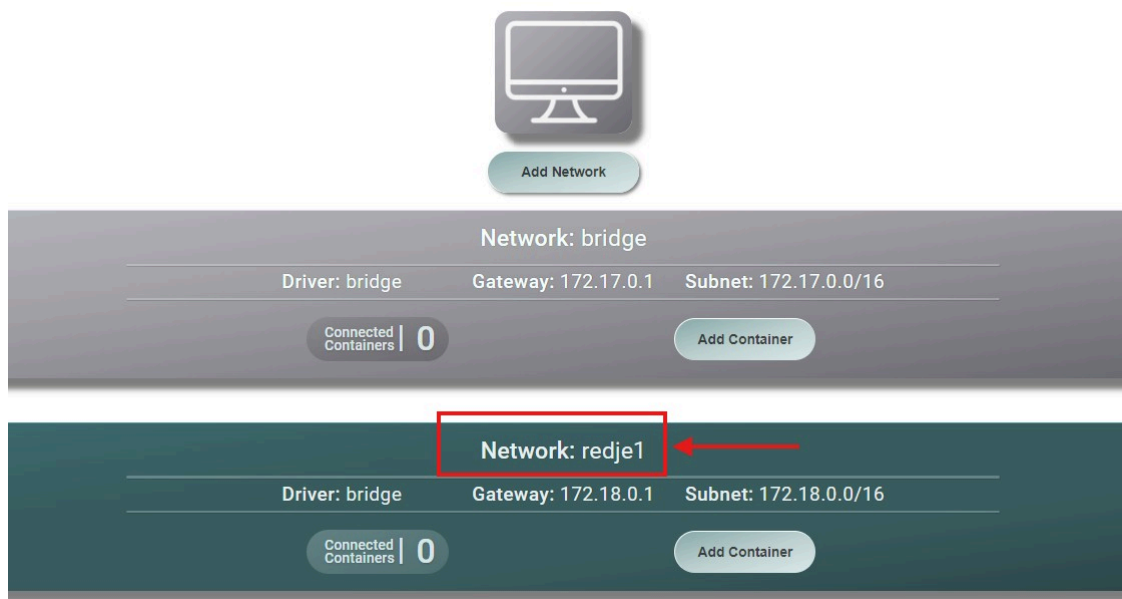 Add Network
Network: bridge
Driver: bridge Gateway: 172.17.0.1 Subnet: 172.17.0.0/16
Connected
Containers 0
Add Container
Network: redje1
Driver: bridge Gateway: 172.18.0.1 Subnet: 172.18.0.0/16
Connected
Containers 0
Add Container